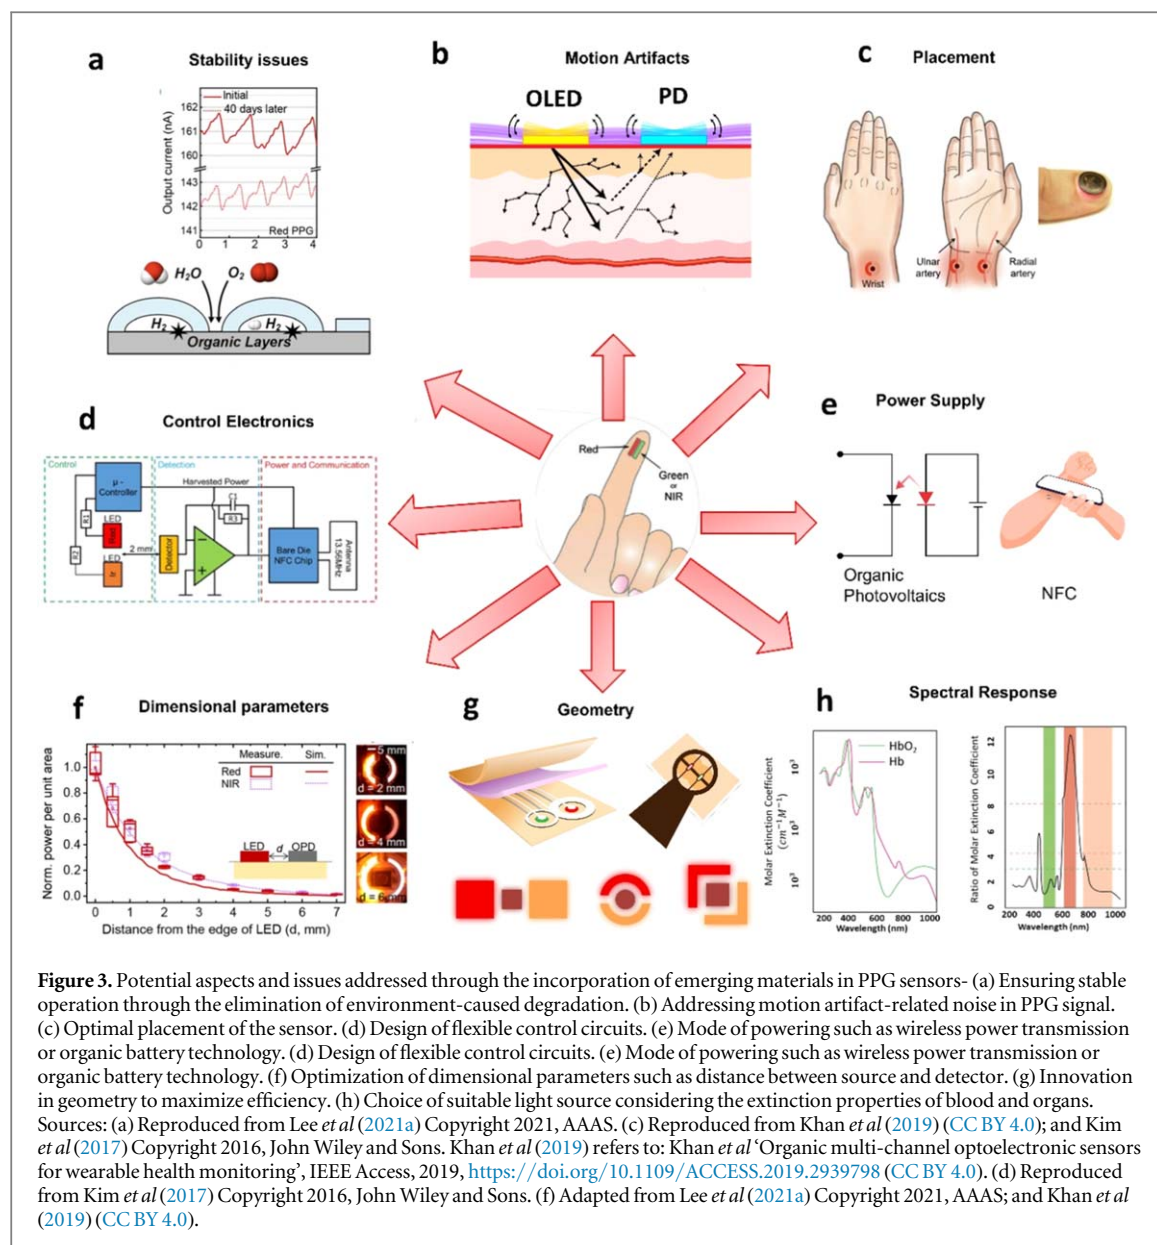 a
Stability issues
Initial
40 days later
162
161
160
143
142
141
Output current (nA)
Red PPG
0 1 2 3 4
H2O O2
H2 H2
Organic Layers
b
Motion Artifacts
OLED PD
c
Placement
Ulnar
artery
Radial
artery
Wrist
d
Control Electronics
Control
Detection
Power and Communication
μ -
Controller
Harvested Power
C1
R3
R1
R2
LED
Red
LED
Ir
2 mm
Detector
Bare Die
NFC Chip
Antenna
13.56MHz
Red
Green
or
NIR
e
Power Supply
Organic
Photovoltaics
NFC
f
Dimensional parameters
Measure. Sim.
Red
NIR
1.0
0.8
0.6
0.4
0.2
0.0
Norm. power per unit area
LED d OPD
0 1 2 3 4 5 6 7
Distance from the edge of LED (d, mm)
5 mm
d = 2 mm
d = 4 mm
d = 6 mm
g
Geometry
h
Spectral Response
HbO2
Hb
Molar Extinction Coefficient
(cm⁻¹M⁻¹)
10³
10³
10³
200 400 600 800 1000
Wavelength (nm)
Ratio of Molar Extinction Coefficient
12
10
8
6
4
3
2
0
200 400 600 800 1000
Wavelength (nm)
Figure 3. Potential aspects and issues addressed through the incorporation of emerging materials in PPG sensors- (a) Ensuring stable
operation through the elimination of environment-caused degradation. (b) Addressing motion artifact-related noise in PPG signal.
(c) Optimal placement of the sensor. (d) Design of flexible control circuits. (e) Mode of powering such as wireless power transmission
or organic battery technology. (d) Design of flexible control circuits. (e) Mode of powering such as wireless power transmission or
organic battery technology. (f) Optimization of dimensional parameters such as distance between source and detector. (g) Innovation
in geometry to maximize efficiency. (h) Choice of suitable light source considering the extinction properties of blood and organs.
Sources: (a) Reproduced from Lee et al (2021a) Copyright 2021, AAAS. (c) Reproduced from Khan et al (2019) (CC BY 4.0); and Kim
et al (2017) Copyright 2016, John Wiley and Sons. Khan et al (2019) refers to: Khan et al ‘Organic multi-channel optoelectronic sensors
for wearable health monitoring’, IEEE Access, 2019, https://doi.org/10.1109/ACCESS.2019.2939798 (CC BY 4.0). (d) Reproduced
from Kim et al (2017) Copyright 2016, John Wiley and Sons. (f) Adapted from Lee et al (2021a) Copyright 2021, AAAS; and Khan et al
(2019) (CC BY 4.0).